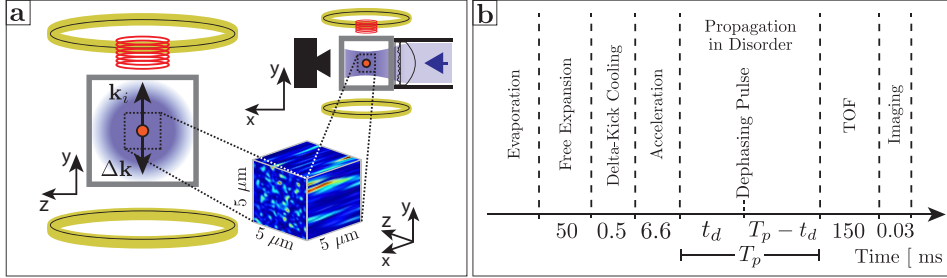 a
k_i
Δk
y
z
y
x
5 μm
5 μm
5 μm
y
z
x
b
Evaporation
Free Expansion
Delta-Kick Cooling
Acceleration
Propagation
in Disorder
Dephasing Pulse
TOF
Imaging
50 0.5 6.6 t_d T_p − t_d 150 0.03
T_p
Time [ ms